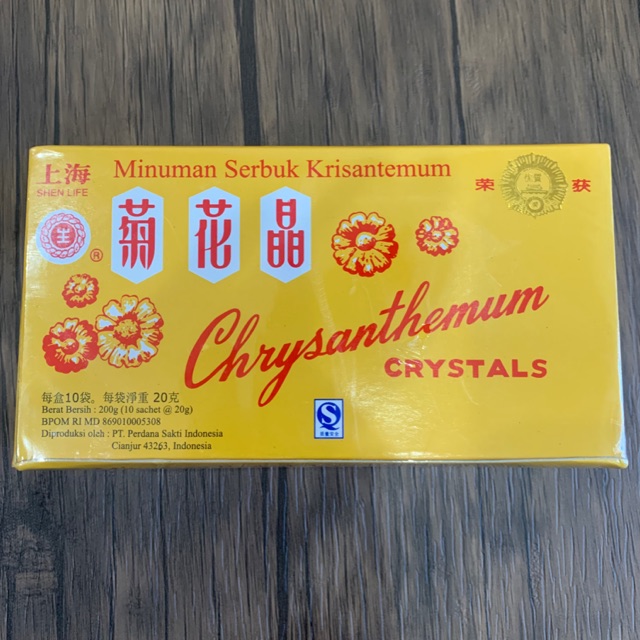 上海
SHEN LIFE
Minuman Serbuk Krisantemum
荣 获
菊花晶
生
®
Chrysanthemum
CRYSTALS
每盒10袋。每袋淨重 20克
Berat Bersih : 200g (10 sachet @ 20g)
BPOM RI MD 869010005308
Diproduksi oleh : PT. Perdana Sakti Indonesia
Cianjur 43263, Indonesia